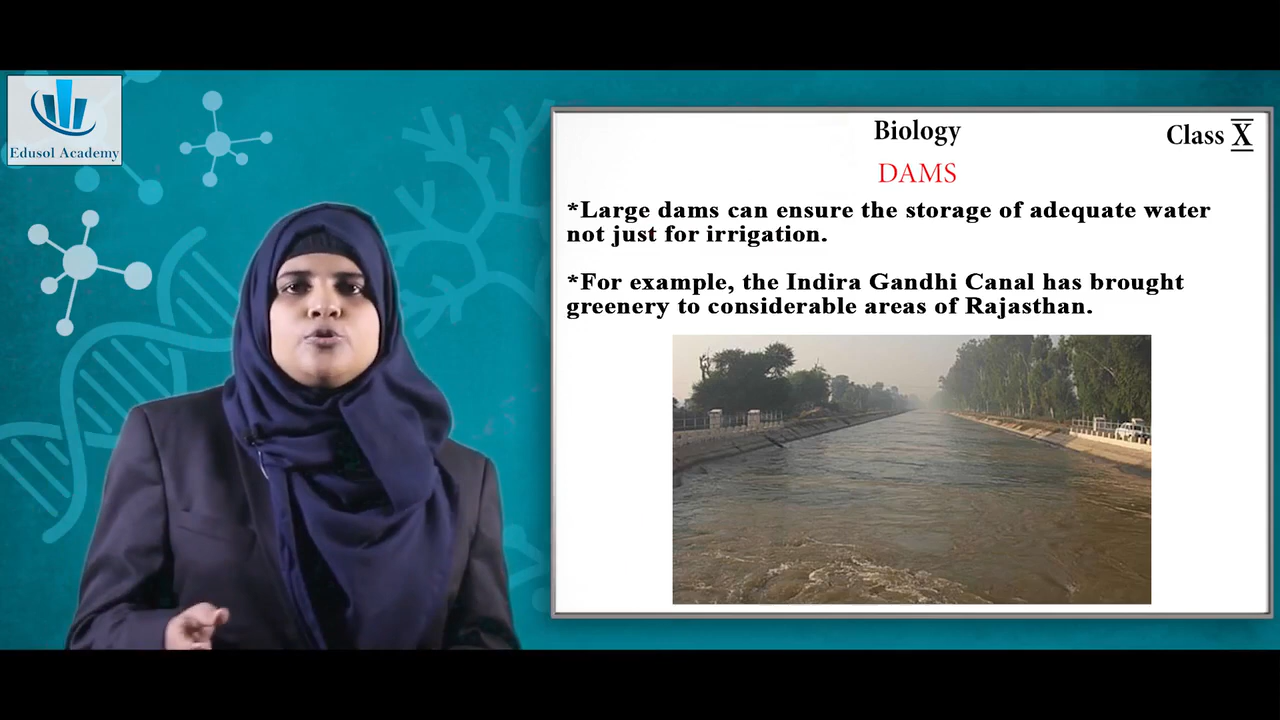 Edusol Academy
Biology
Class X
DAMS
*Large dams can ensure the storage of adequate water
not just for irrigation.
*For example, the Indira Gandhi Canal has brought
greenery to considerable areas of Rajasthan.